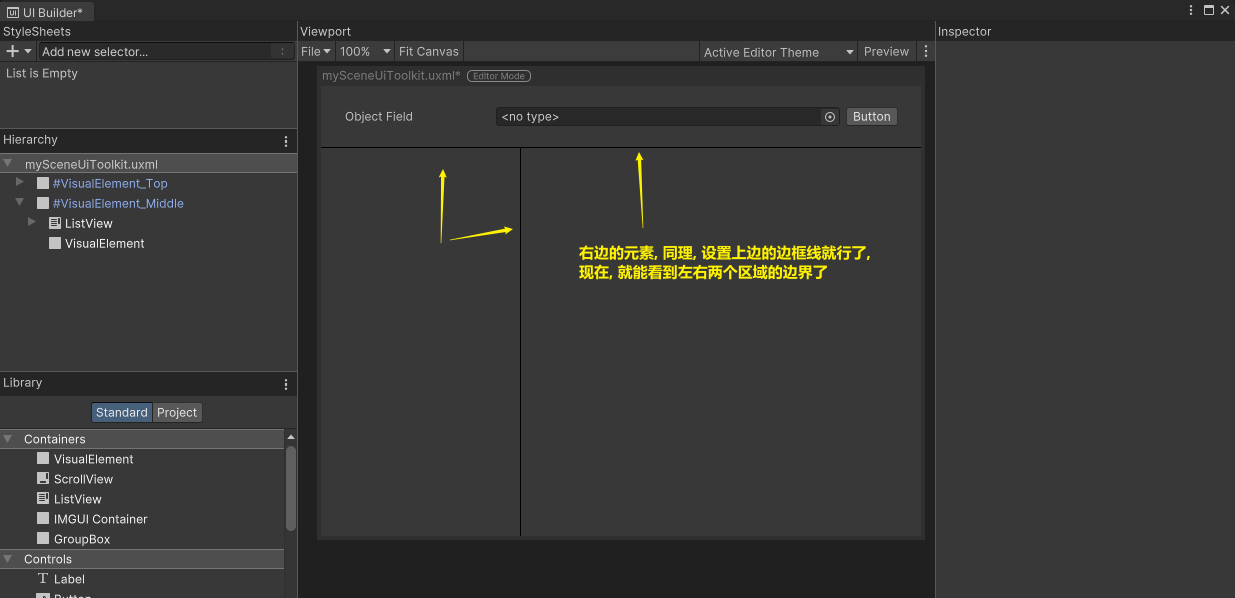 UI Builder*
StyleSheets
Add new selector...
List is Empty
Hierarchy
mySceneUiToolkit.uxml
#VisualElement_Top
#VisualElement_Middle
ListView
VisualElement
Library
Standard Project
Containers
VisualElement
ScrollView
ListView
IMGUI Container
GroupBox
Controls
Label
Button
Viewport
File 100% Fit Canvas Active Editor Theme Preview
mySceneUiToolkit.uxml* Editor Mode
Object Field <no type> Button
右边的元素, 同理, 设置上边的边框线就行了,
现在, 就能看到左右两个区域的边界了
Inspector